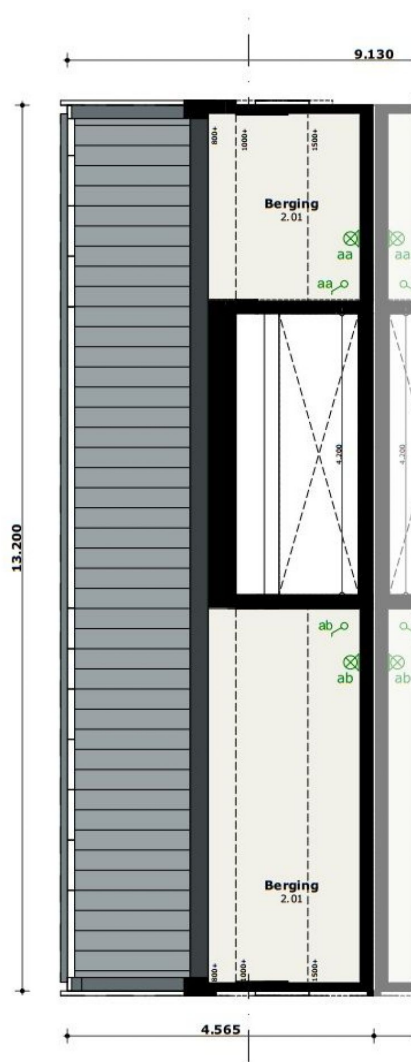 9.130
800+
1000+
1500+
Berging
2.01
aa
aa
aa
4.200
4.200
13.200
ab
ab
ab
Berging
2.01
800+
1000+
1500+
4.565